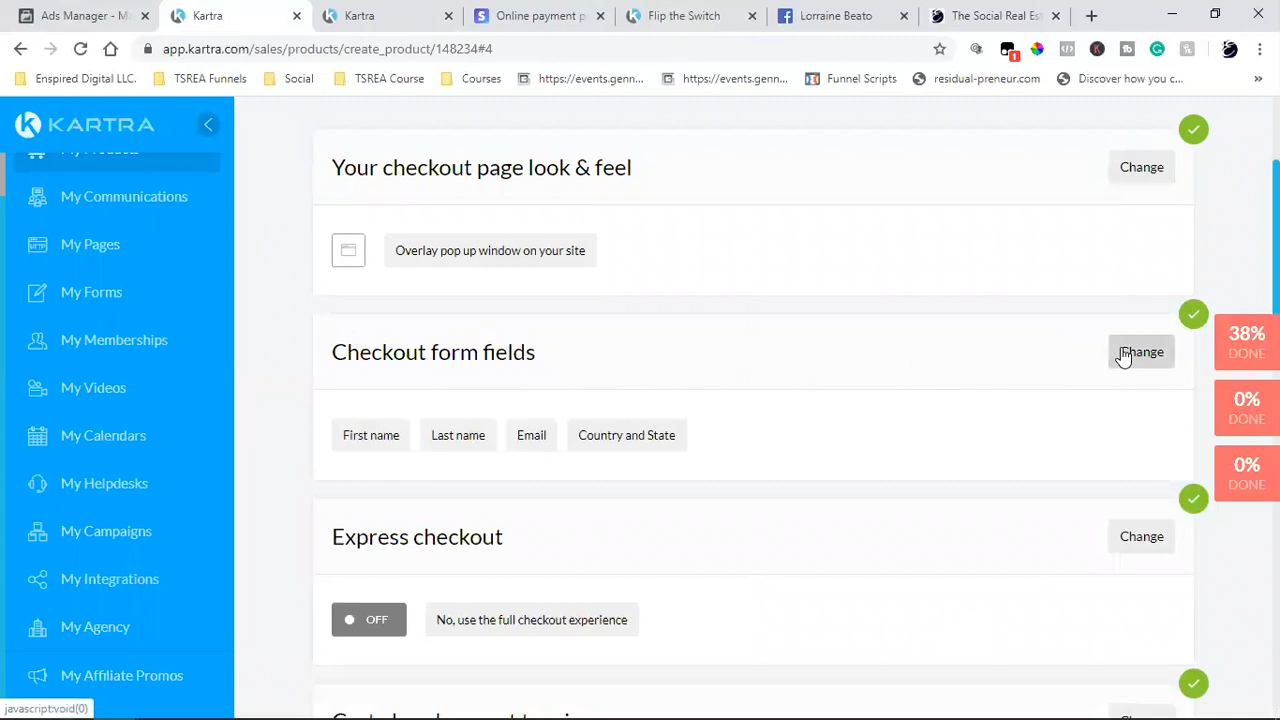 Ads Manager - M
Kartra
Kartra
Online payment p
Flip the Switch
Lorraine Beato
The Social Real Est
app.kartra.com/sales/products/create_product/148234#4
1
Enspired Digital LLC.
TSREA Funnels
Social
TSREA Course
Courses
https://events.genn...
https://events.genn...
Funnel Scripts
residual-preneur.com
Discover how you c...
»
KARTRA
My Products
My Communications
My Pages
My Forms
My Memberships
My Videos
My Calendars
My Helpdesks
My Campaigns
My Integrations
My Agency
My Affiliate Promos
javascript:void(0)
Your checkout page look & feel
Change
Overlay pop up window on your site
Checkout form fields
Change
First name
Last name
Email
Country and State
Express checkout
Change
OFF
No, use the full checkout experience
38%
DONE
0%
DONE
0%
DONE